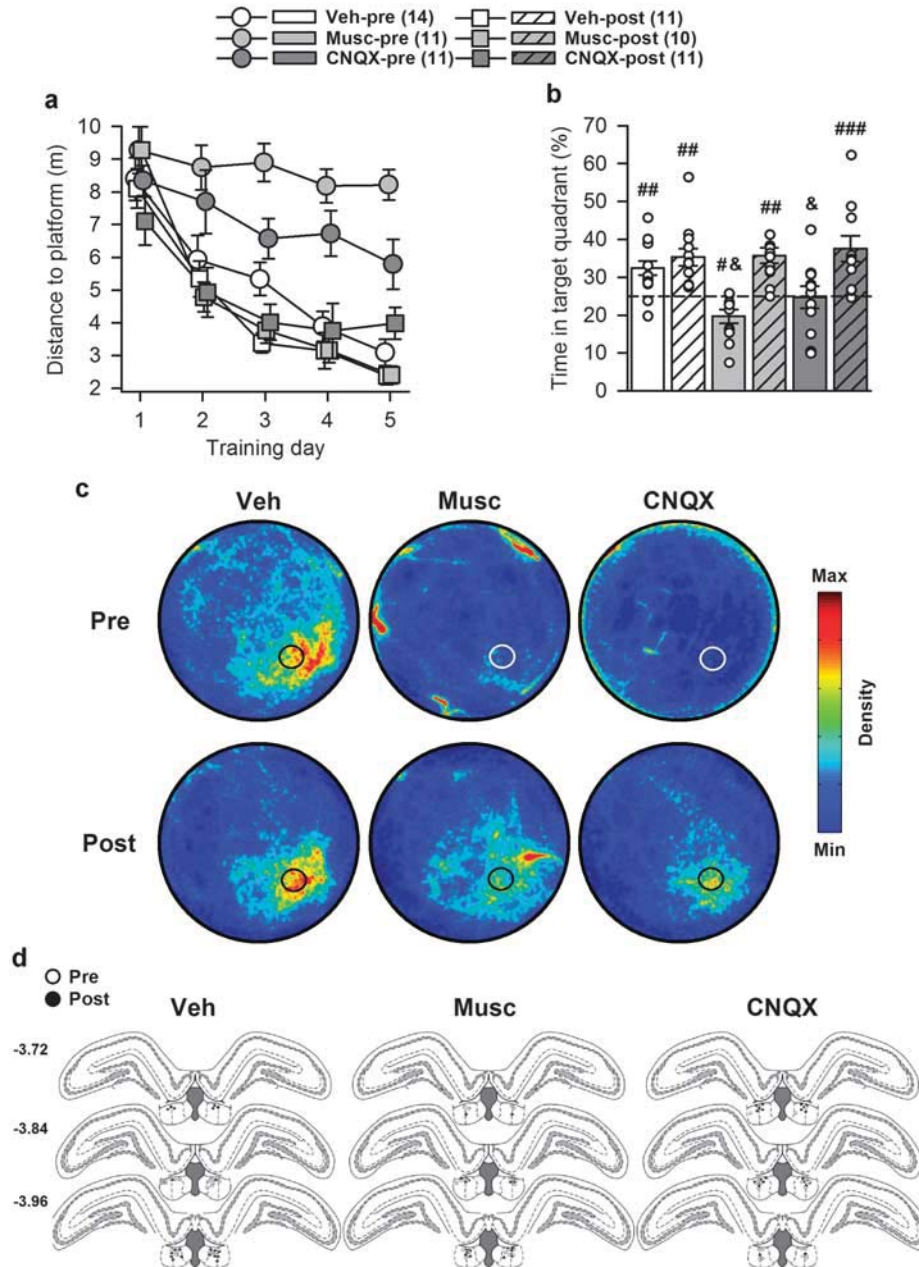 Veh-pre (14) Veh-post (11)
Musc-pre (11) Musc-post (10)
CNQX-pre (11) CNQX-post (11)
a
Distance to platform (m)
10
9
8
7
6
5
4
3
2
1 2 3 4 5
Training day
b
Time in target quadrant (%)
70
60
50
40
30
20
10
0
##
##
#&
##
&
###
c
Veh Musc CNQX
Pre
Post
Max
Density
Min
d
Pre
Post
Veh Musc CNQX
-3.72
-3.84
-3.96